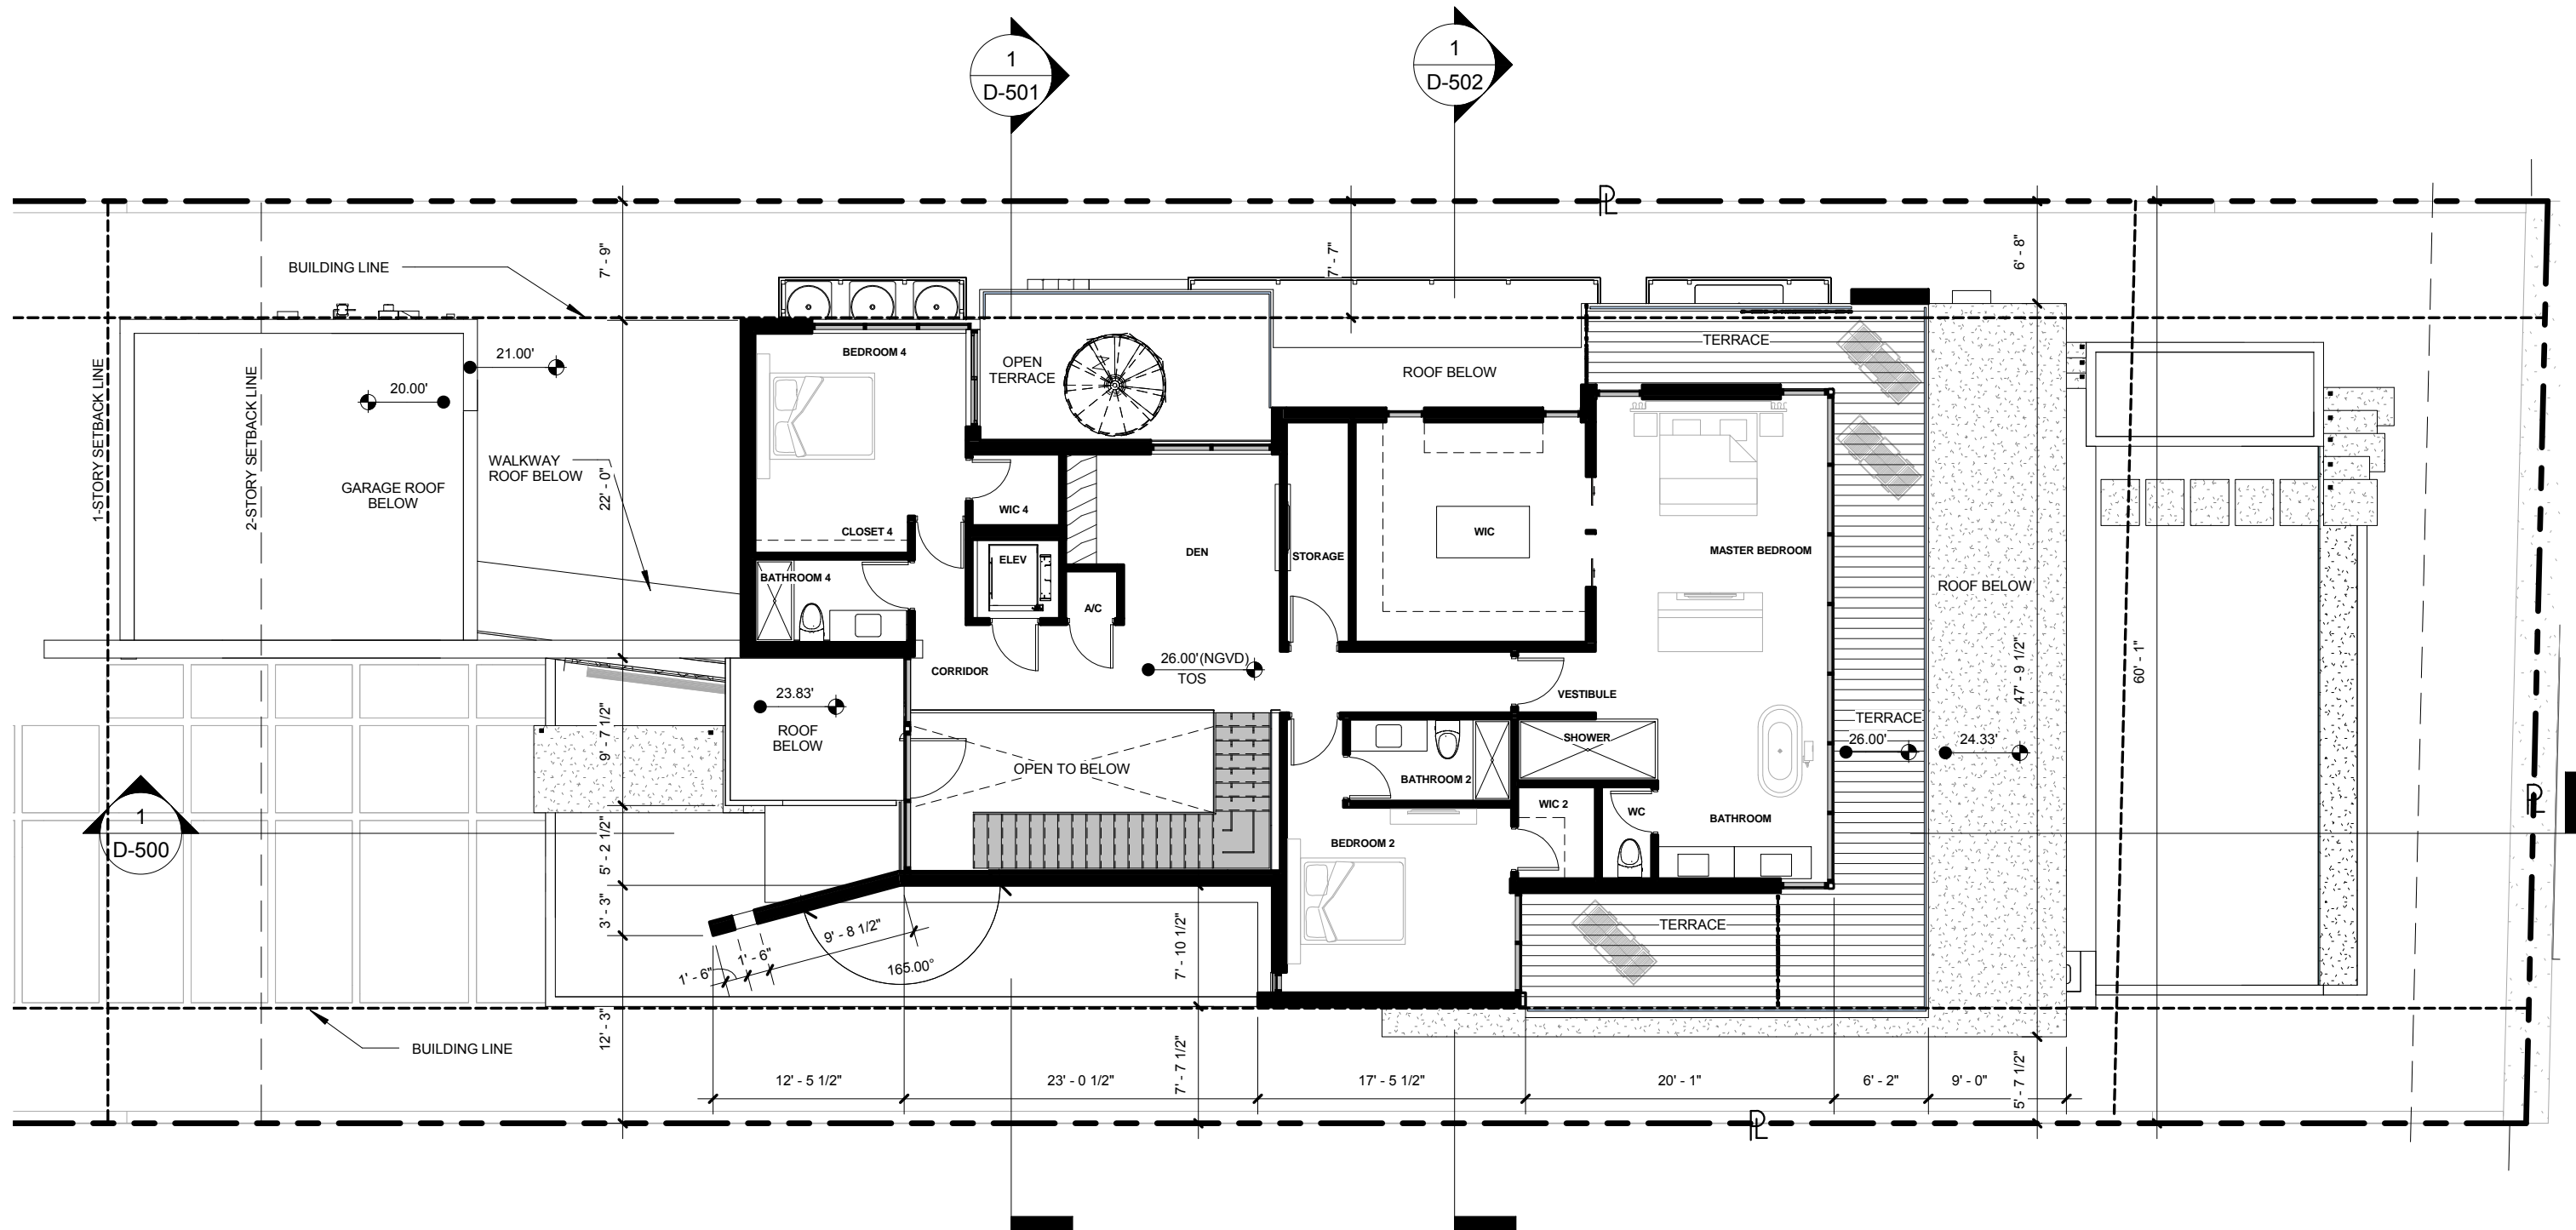 1
D-501
1
D-502
PL
7' - 9"
7' - 7"
6' - 8"
BUILDING LINE
1-STORY SETBACK LINE
2-STORY SETBACK LINE
21.00'
20.00'
BEDROOM 4
OPEN
TERRACE
ROOF BELOW
TERRACE
WALKWAY
ROOF BELOW
GARAGE ROOF
BELOW
22' - 0"
WIC 4
CLOSET 4
DEN
STORAGE
WIC
MASTER BEDROOM
ELEV
BATHROOM 4
A/C
ROOF BELOW
CORRIDOR
26.00'(NGVD)
TOS
VESTIBULE
47' - 9 1/2"
60' - 1"
23.83'
ROOF
BELOW
9' - 7 1/2"
OPEN TO BELOW
SHOWER
TERRACE
26.00'
24.33'
BATHROOM 2
WIC 2
WC
BATHROOM
PL
1
D-500
5' - 2 1/2"
BEDROOM 2
3' - 3"
9' - 8 1/2"
1' - 6"
1' - 6"
165.00°
7' - 10 1/2"
TERRACE
12' - 3"
BUILDING LINE
7' - 7 1/2"
12' - 5 1/2"
23' - 0 1/2"
17' - 5 1/2"
20' - 1"
6' - 2"
9' - 0"
5' - 7 1/2"
PL